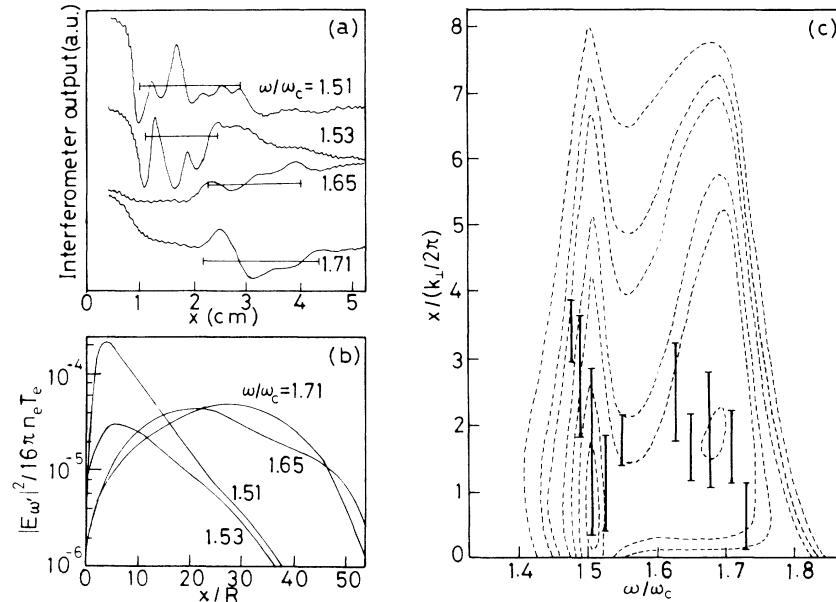 (a)
Interferometer output (a.u.)
ω/ωc = 1.51
1.53
1.65
1.71
0 1 2 3 4 5
x (cm)
(b)
|Eω'|²/16π nₑTₑ
10⁻⁴
10⁻⁵
10⁻⁶
ω/ωc = 1.71
1.65
1.51
1.53
0 10 20 30 40 50
x/R
(c)
x/(k⊥/2π)
8
7
6
5
4
3
2
1
0
1.4 1.5 1.6 1.7 1.8
ω/ωc